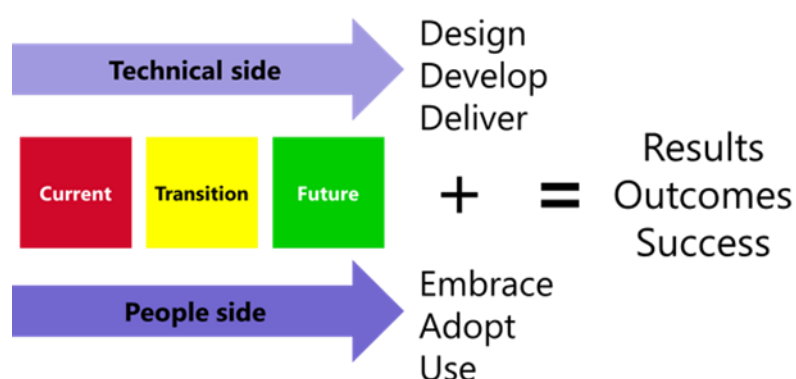 Technical side
Design
Develop
Deliver
Current
Transition
Future
+
=
Results
Outcomes
Success
People side
Embrace
Adopt
Use